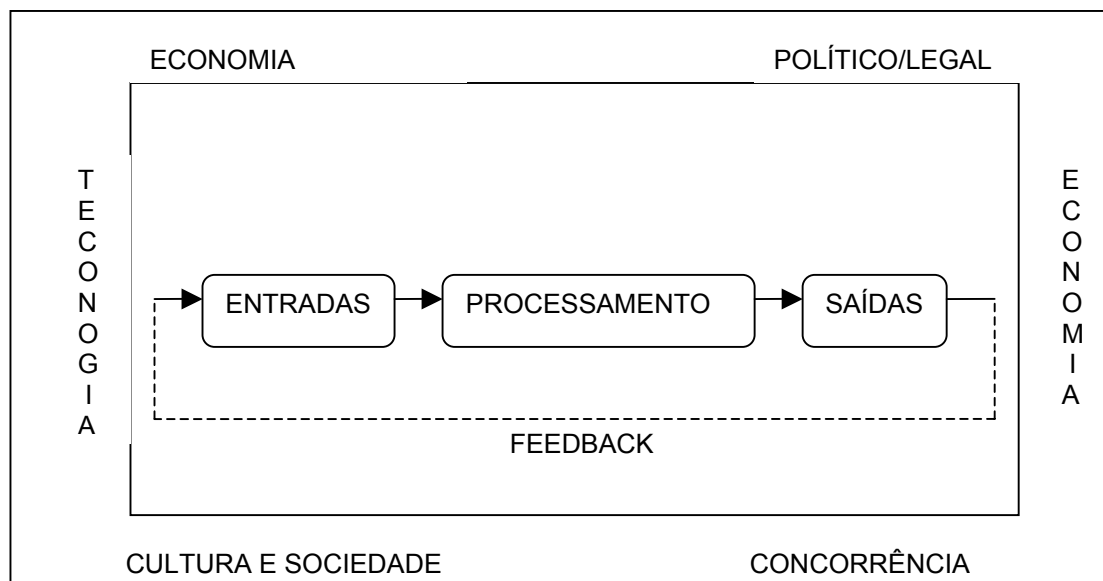 ECONOMIA
POLÍTICO/LEGAL
TECONOGIA
ENTRADAS
PROCESSAMENTO
SAÍDAS
ECONOMIA
FEEDBACK
CULTURA E SOCIEDADE
CONCORRÊNCIA